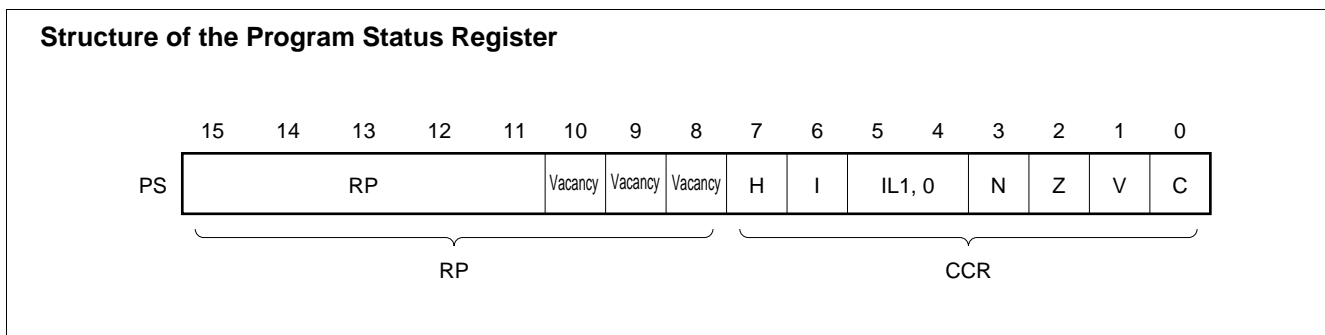 Structure of the Program Status Register
15 14 13 12 11 10 9 8 7 6 5 4 3 2 1 0
PS RP Vacancy Vacancy Vacancy H I IL1, 0 N Z V C
RP CCR